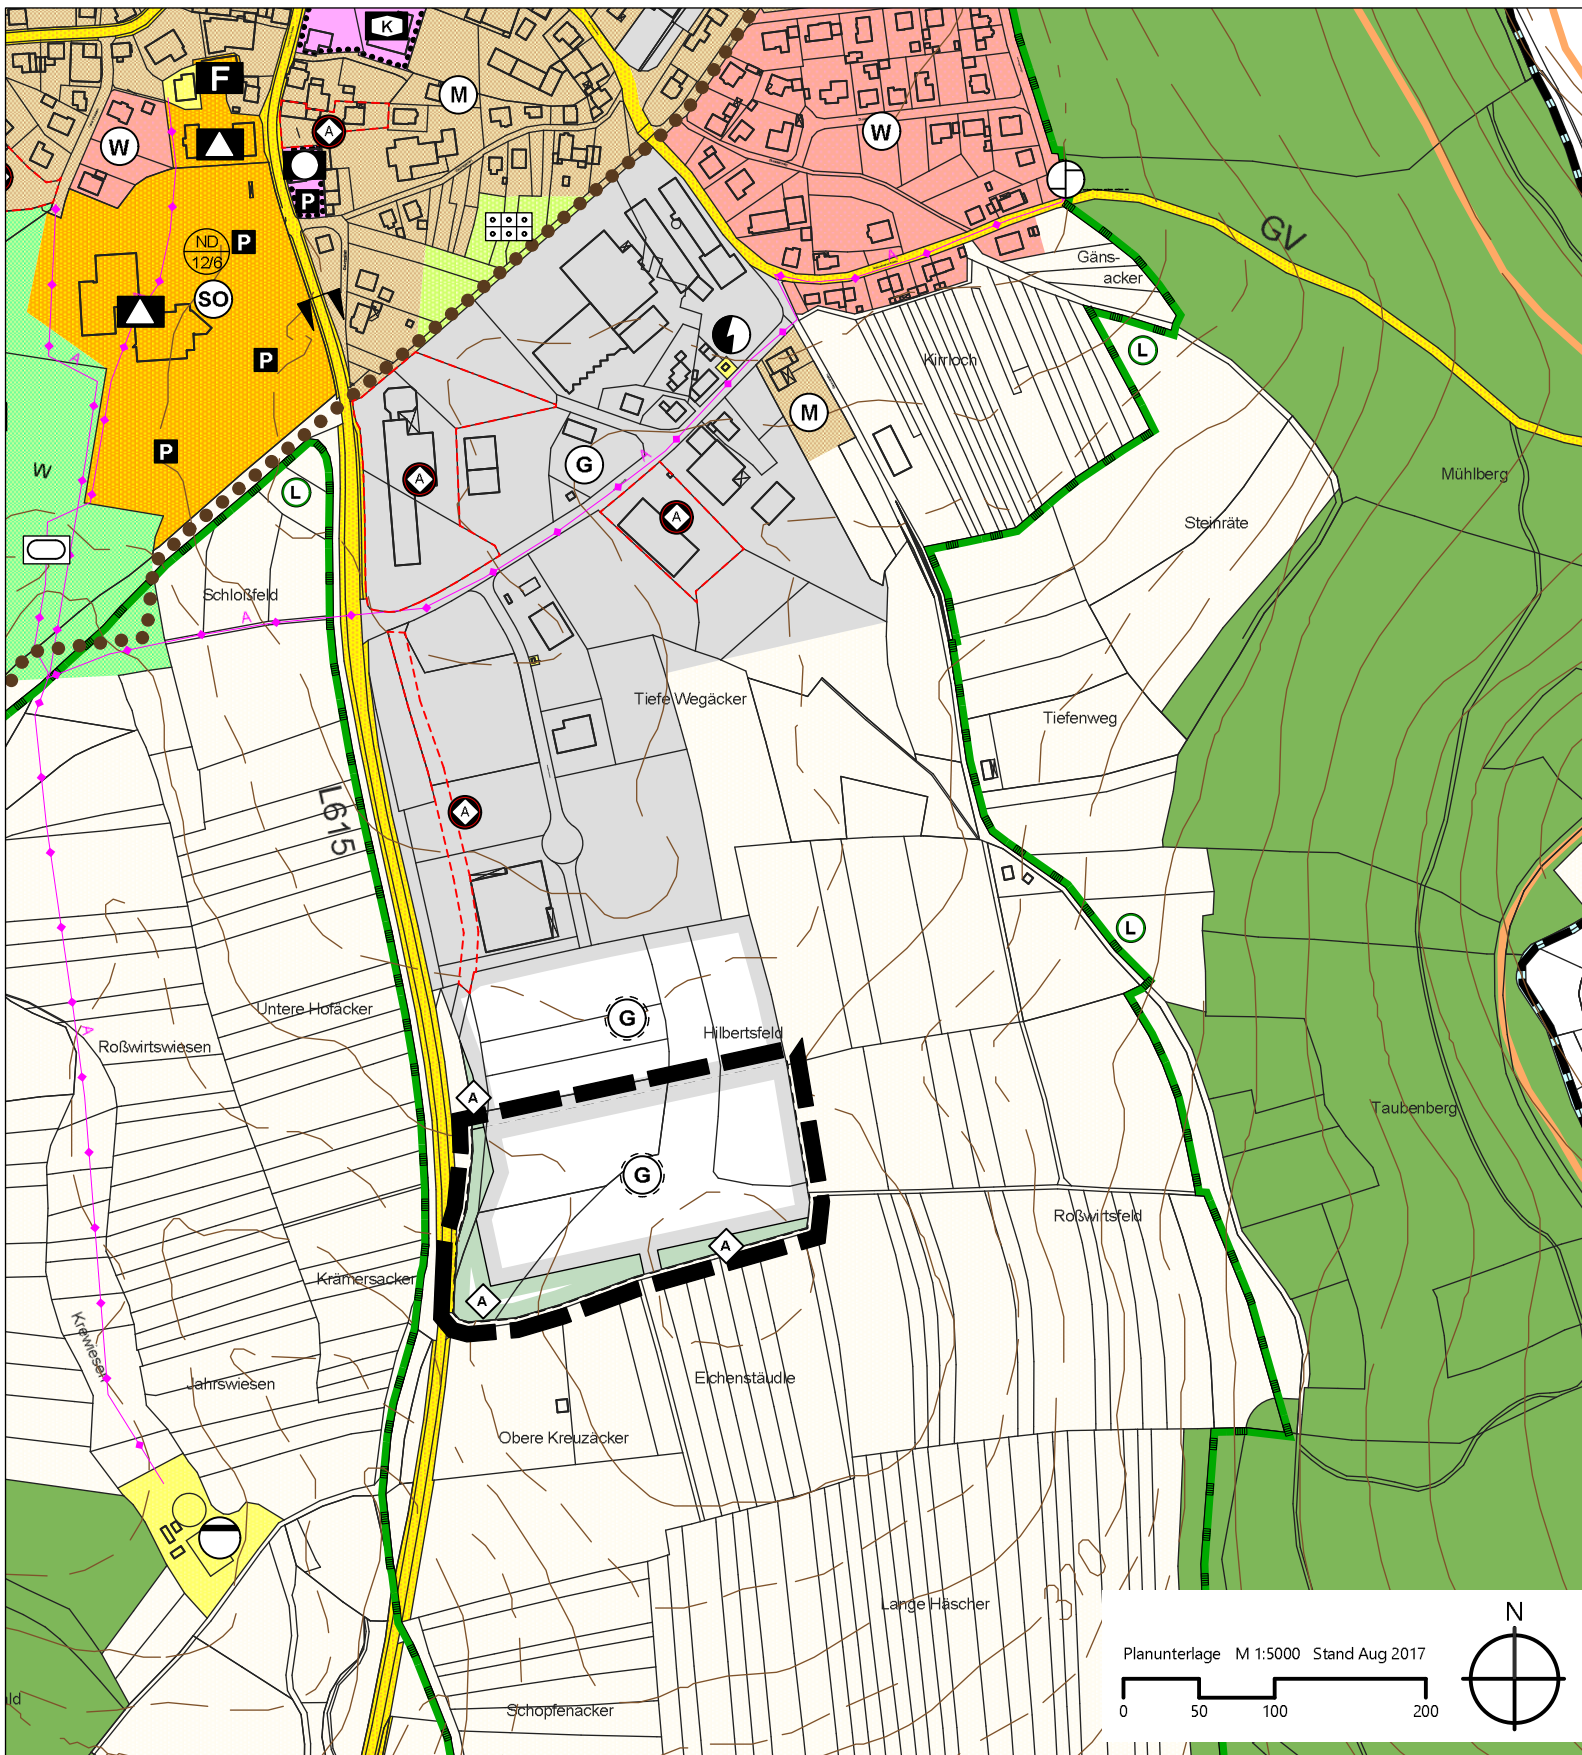 K
F
M
W
W
A
P
ND
12/6
P
GV
Gäns-
acker
SO
A
A
L
Kirrloch
P
M
P
W
G
A
A
Mühlberg
L
A
A
Steinräte
Schloßfeld
A
Tiefe Wegäcker
Tiefenweg
L615
A
L
Untere Hofäcker
G
Hilbertsfeld
A
Roßwirtswiesen
A
Taubenberg
G
Roßwirtsfeld
A
Krämersacker
A
Krewiesen
Jahrswiesen
Eichenstäudle
Obere Kreuzäcker
310
Lange Häscher
N
Planunterlage M 1:5000 Stand Aug 2017
0 50 100 200
Schopfenacker